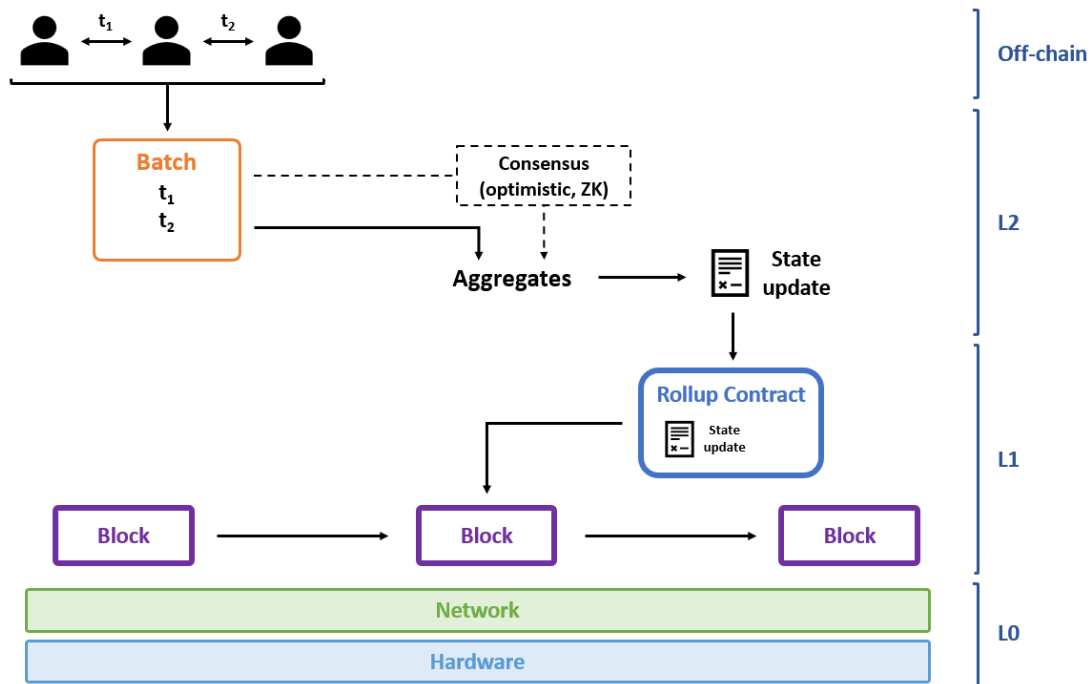 t₁
t₂
Off-chain
Batch
t₁
t₂
Consensus
(optimistic, ZK)
L2
Aggregates
State
update
Rollup Contract
State
update
L1
Block
Block
Block
Network
L0
Hardware